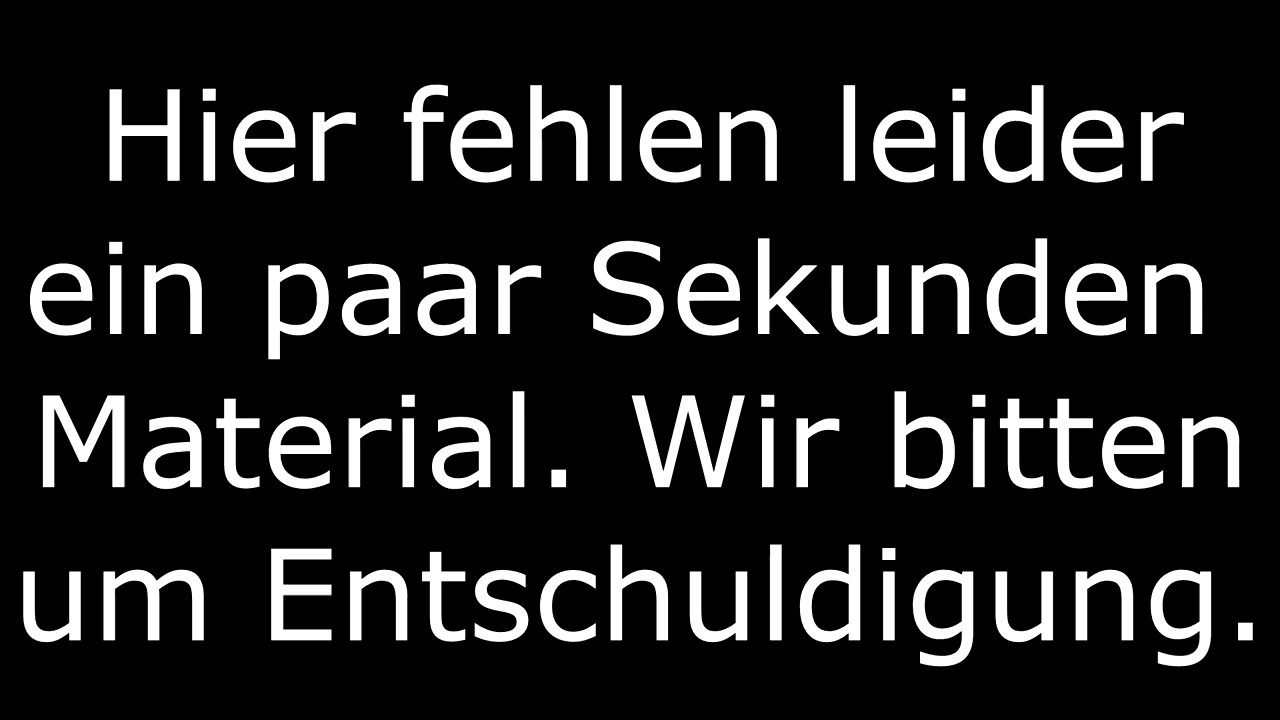 Hier fehlen leider
ein paar Sekunden
Material. Wir bitten
um Entschuldigung.